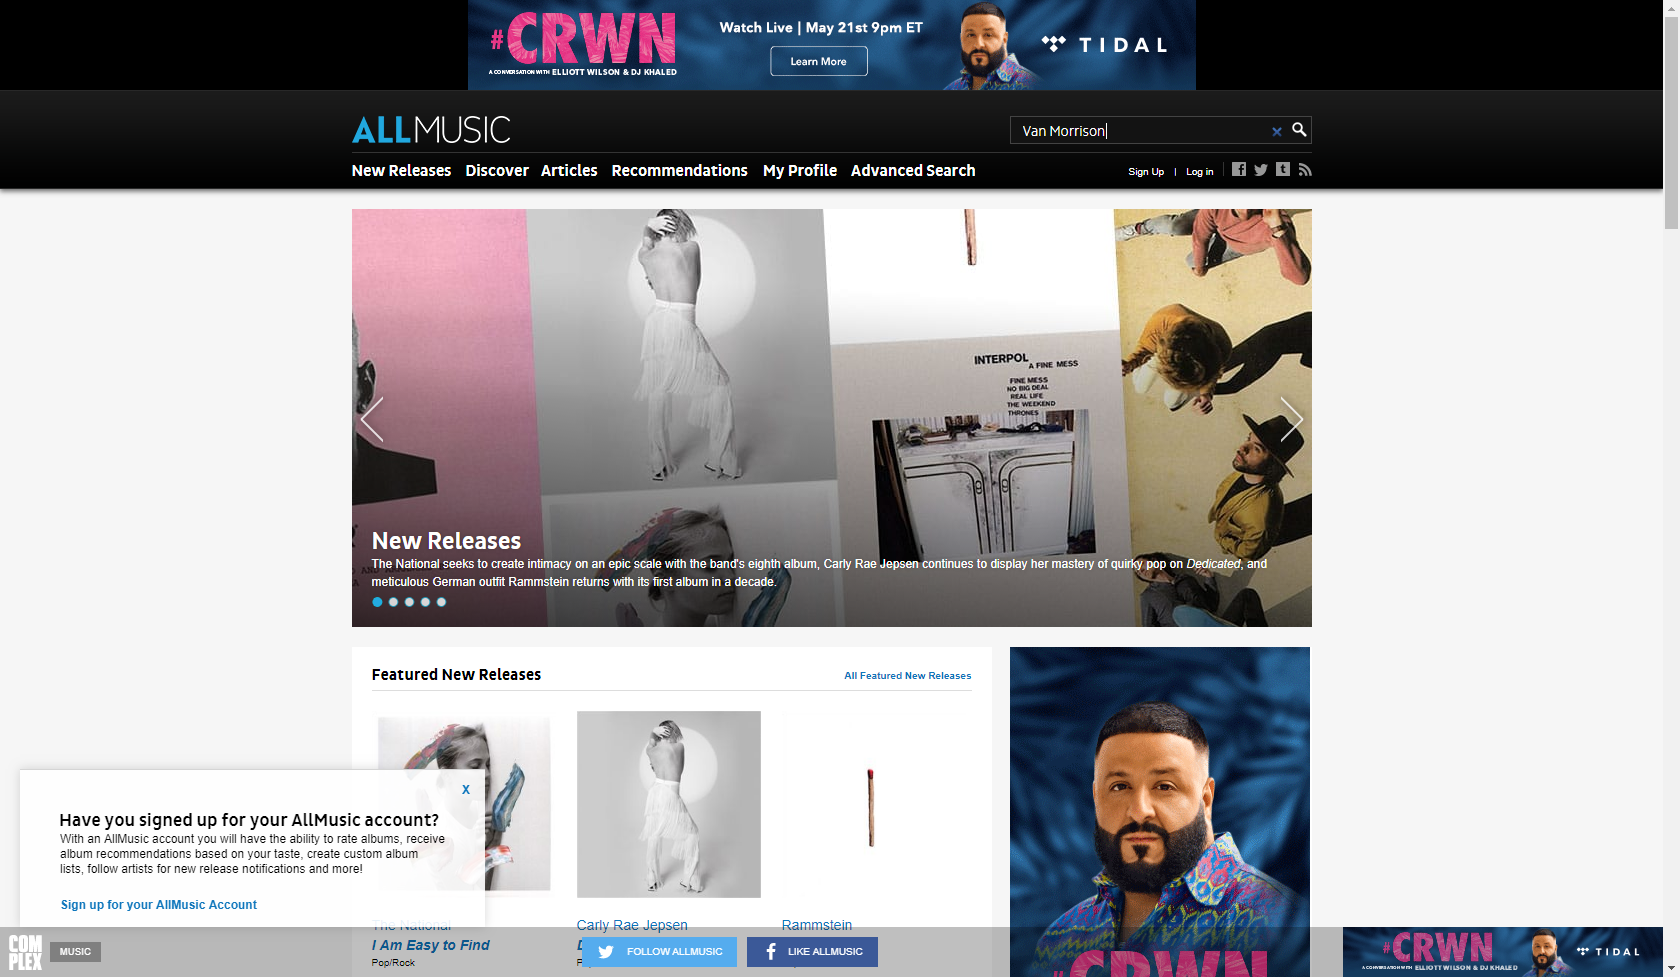 #CRWN
A CONVERSATION WITH ELLIOTT WILSON & DJ KHALED
Watch Live | May 21st 9pm ET
Learn More
TIDAL
ALLMUSIC
Van Morrison
x
New Releases Discover Articles Recommendations My Profile Advanced Search
Sign Up | Log in
INTERPOL
A FINE MESS
FINE MESS
NO BIG DEAL
REAL LIFE
THE WEEKEND
THRONES
New Releases
The National seeks to create intimacy on an epic scale with the band's eighth album, Carly Rae Jepsen continues to display her mastery of quirky pop on Dedicated, and
meticulous German outfit Rammstein returns with its first album in a decade.
Featured New Releases
All Featured New Releases
X
Have you signed up for your AllMusic account?
With an AllMusic account you will have the ability to rate albums, receive
album recommendations based on your taste, create custom album
lists, follow artists for new release notifications and more!
Sign up for your AllMusic Account
The National
I Am Easy to Find
Pop/Rock
Carly Rae Jepsen
Rammstein
COM
PLEX
MUSIC
FOLLOW ALLMUSIC
LIKE ALLMUSIC
#CRWN
#CRWN
A CONVERSATION WITH ELLIOTT WILSON & DJ KHALED
TIDAL